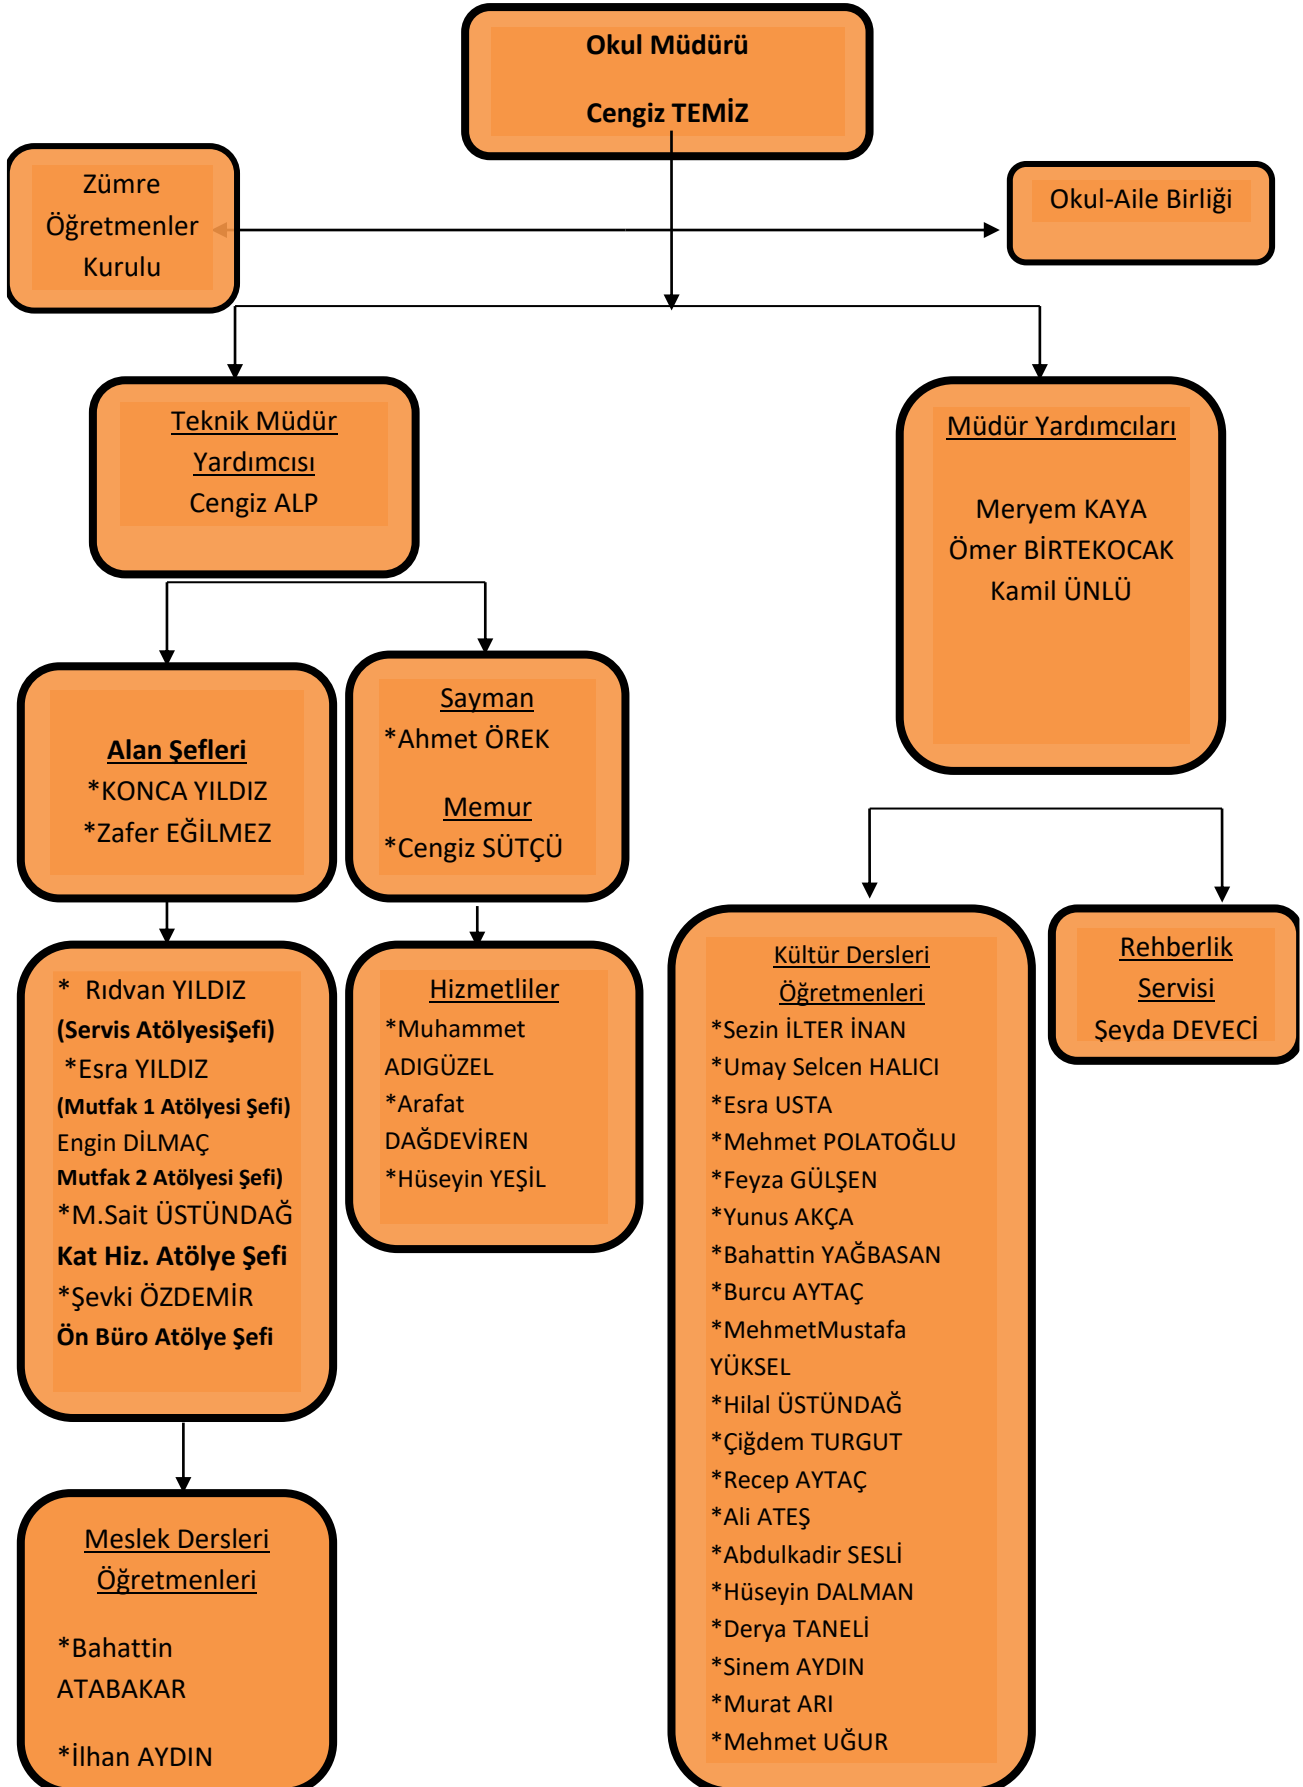 Okul Müdürü
Cengiz TEMİZ
Zümre
Öğretmenler
Kurulu
Okul-Aile Birliği
Teknik Müdür
Yardımcısı
Cengiz ALP
Müdür Yardımcıları
Meryem KAYA
Ömer BİRTEKOCAK
Kamil ÜNLÜ
Alan Şefleri
*KONCA YILDIZ
*Zafer EĞİLMEZ
Sayman
*Ahmet ÖREK
Memur
*Cengiz SÜTÇÜ
* Rıdvan YILDIZ
(Servis AtölyesiŞefi)
*Esra YILDIZ
(Mutfak 1 Atölyesi Şefi)
Engin DİLMAÇ
Mutfak 2 Atölyesi Şefi)
*M.Sait ÜSTÜNDAĞ
Kat Hiz. Atölye Şefi
*Şevki ÖZDEMİR
Ön Büro Atölye Şefi
Hizmetliler
*Muhammet
ADIGÜZEL
*Arafat
DAĞDEVİREN
*Hüseyin YEŞİL
Kültür Dersleri
Öğretmenleri
*Sezin İLTER İNAN
*Umay Selcen HALICI
*Esra USTA
*Mehmet POLATOĞLU
*Feyza GÜLŞEN
*Yunus AKÇA
*Bahattin YAĞBASAN
*Burcu AYTAÇ
*MehmetMustafa
YÜKSEL
*Hilal ÜSTÜNDAĞ
*Çiğdem TURGUT
*Recep AYTAÇ
*Ali ATEŞ
*Abdulkadir SESLİ
*Hüseyin DALMAN
*Derya TANELİ
*Sinem AYDIN
*Murat ARI
*Mehmet UĞUR
Rehberlik
Servisi
Şeyda DEVECİ
Meslek Dersleri
Öğretmenleri
*Bahattin
ATABAKAR
*İlhan AYDIN